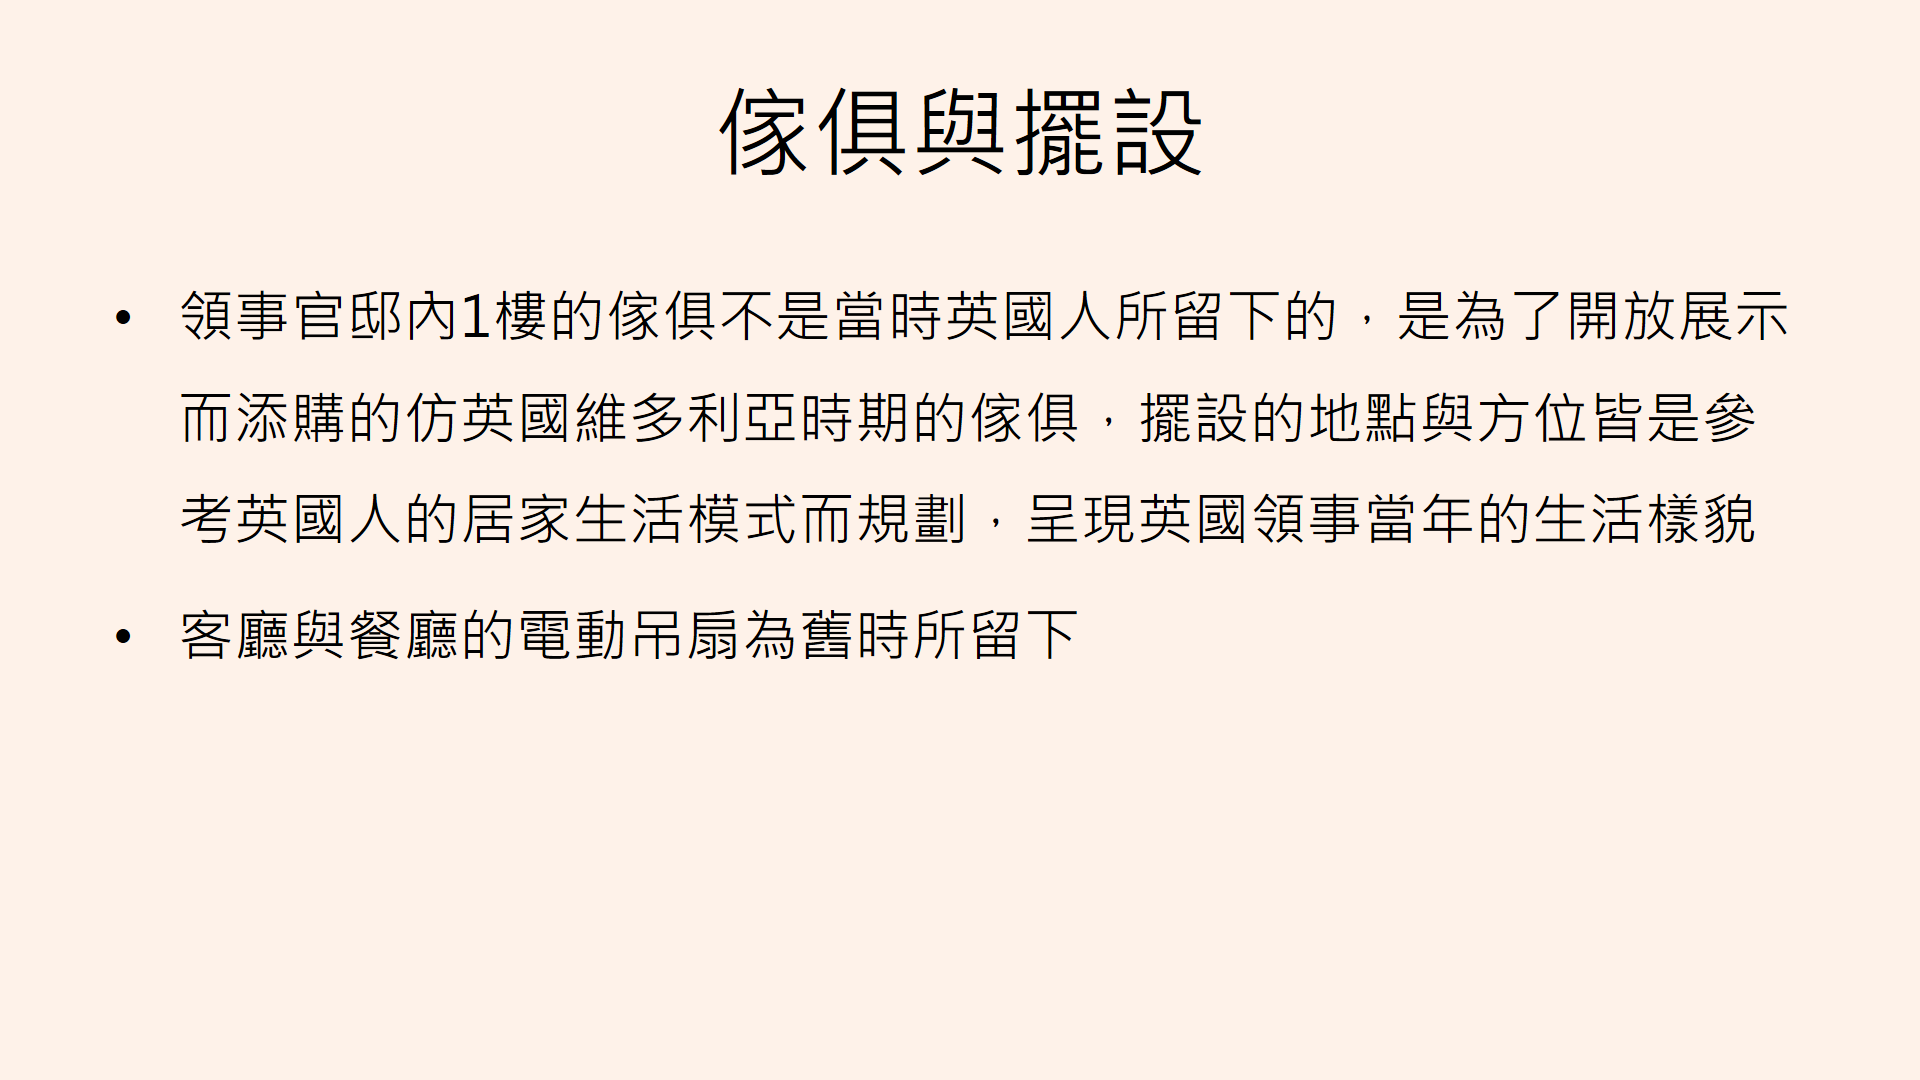 傢俱與擺設
• 領事官邸內1樓的傢俱不是當時英國人所留下的，是為了開放展示
而添購的仿英國維多利亞時期的傢俱，擺設的地點與方位皆是參
考英國人的居家生活模式而規劃，呈現英國領事當年的生活樣貌
• 客廳與餐廳的電動吊扇為舊時所留下